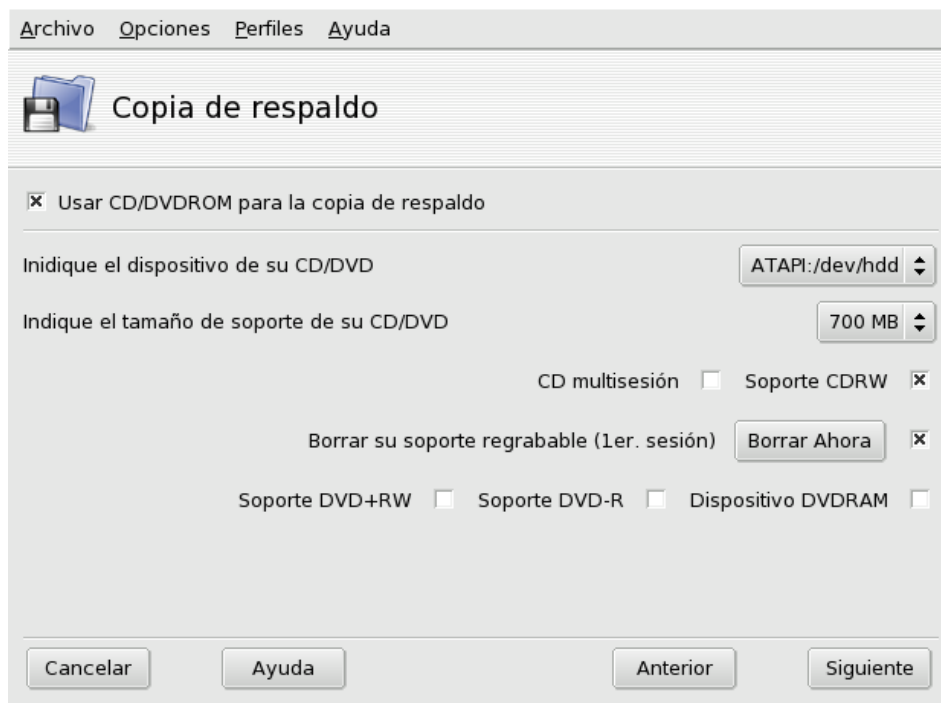 Archivo Opciones Perfiles Ayuda
Copia de respaldo
Usar CD/DVDROM para la copia de respaldo
Inidique el dispositivo de su CD/DVD ATAPI:/dev/hdd
Indique el tamaño de soporte de su CD/DVD 700 MB
CD multisesión Soporte CDRW
Borrar su soporte regrabable (1er. sesión) Borrar Ahora
Soporte DVD+RW Soporte DVD-R Dispositivo DVDRAM
Cancelar Ayuda Anterior Siguiente